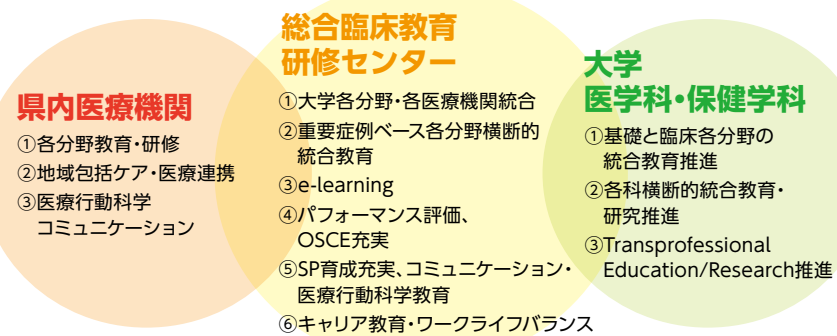 県内医療機関
①各分野教育・研修
②地域包括ケア・医療連携
③医療行動科学
コミュニケーション
総合臨床教育
研修センター
①大学各分野・各医療機関統合
②重要症例ベース各分野横断的
統合教育
③e-learning
④パフォーマンス評価、
OSCE充実
⑤SP育成充実、コミュニケーション・
医療行動科学教育
⑥キャリア教育・ワークライフバランス
大学
医学科・保健学科
①基礎と臨床各分野の
統合教育推進
②各科横断的統合教育・
研究推進
③Transprofessional
Education/Research推進